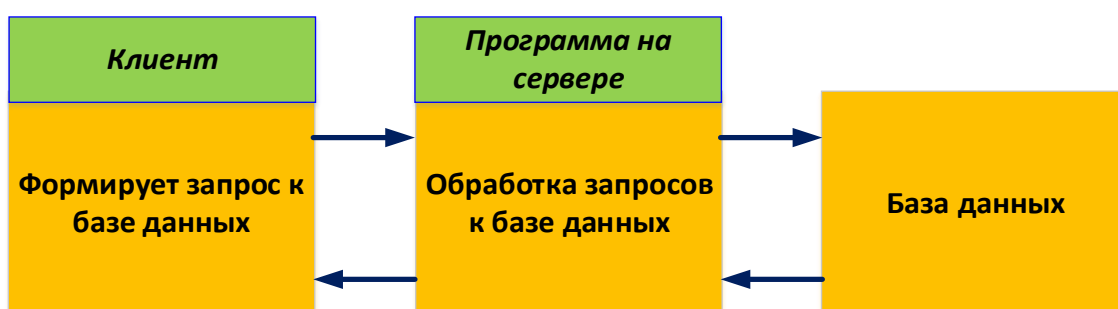 Клиент
Программа на
сервере
Формирует запрос к
базе данных
Обработка запросов
к базе данных
База данных